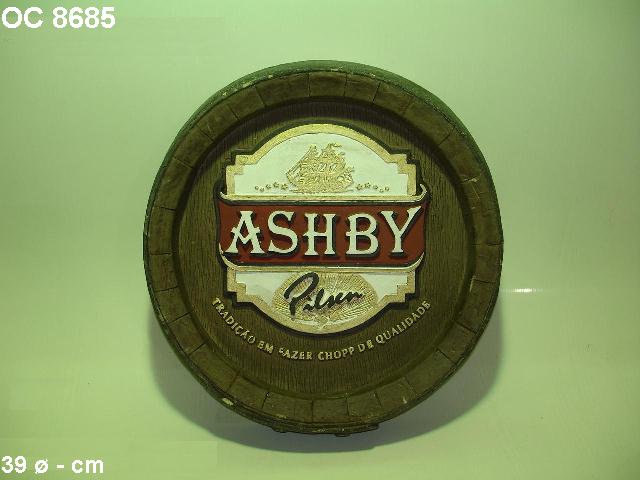 OC 8685
ASHBY
Pilsen
TRADIÇÃO EM FAZER CHOPP DE QUALIDADE
39 ø - cm